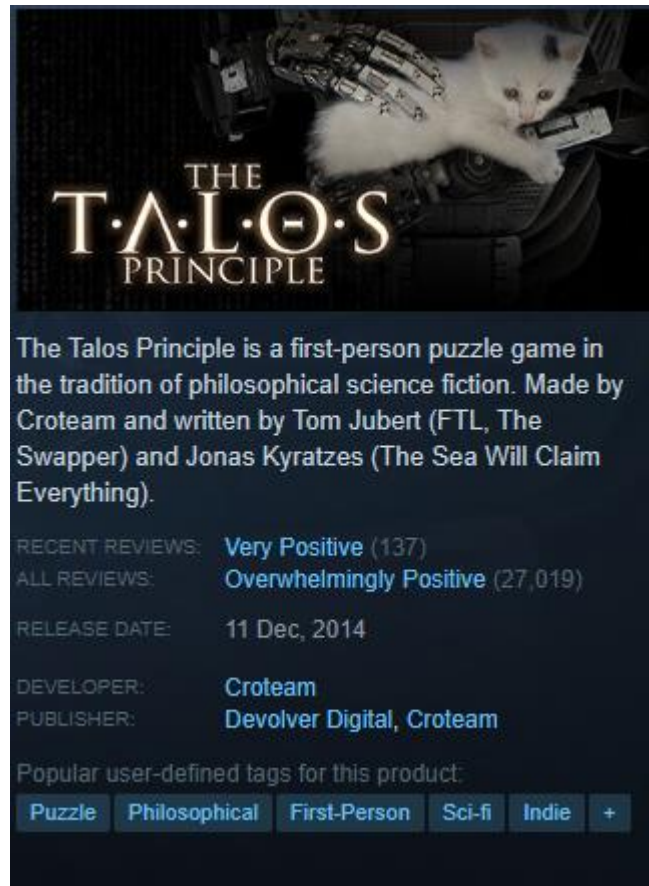 THE
T·Λ·L·Θ·S
PRINCIPLE
The Talos Principle is a first-person puzzle game in
the tradition of philosophical science fiction. Made by
Croteam and written by Tom Jubert (FTL, The
Swapper) and Jonas Kyratzes (The Sea Will Claim
Everything).
RECENT REVIEWS: Very Positive (137)
ALL REVIEWS: Overwhelmingly Positive (27,019)
RELEASE DATE: 11 Dec, 2014
DEVELOPER: Croteam
PUBLISHER: Devolver Digital, Croteam
Popular user-defined tags for this product:
Puzzle Philosophical First-Person Sci-fi Indie +